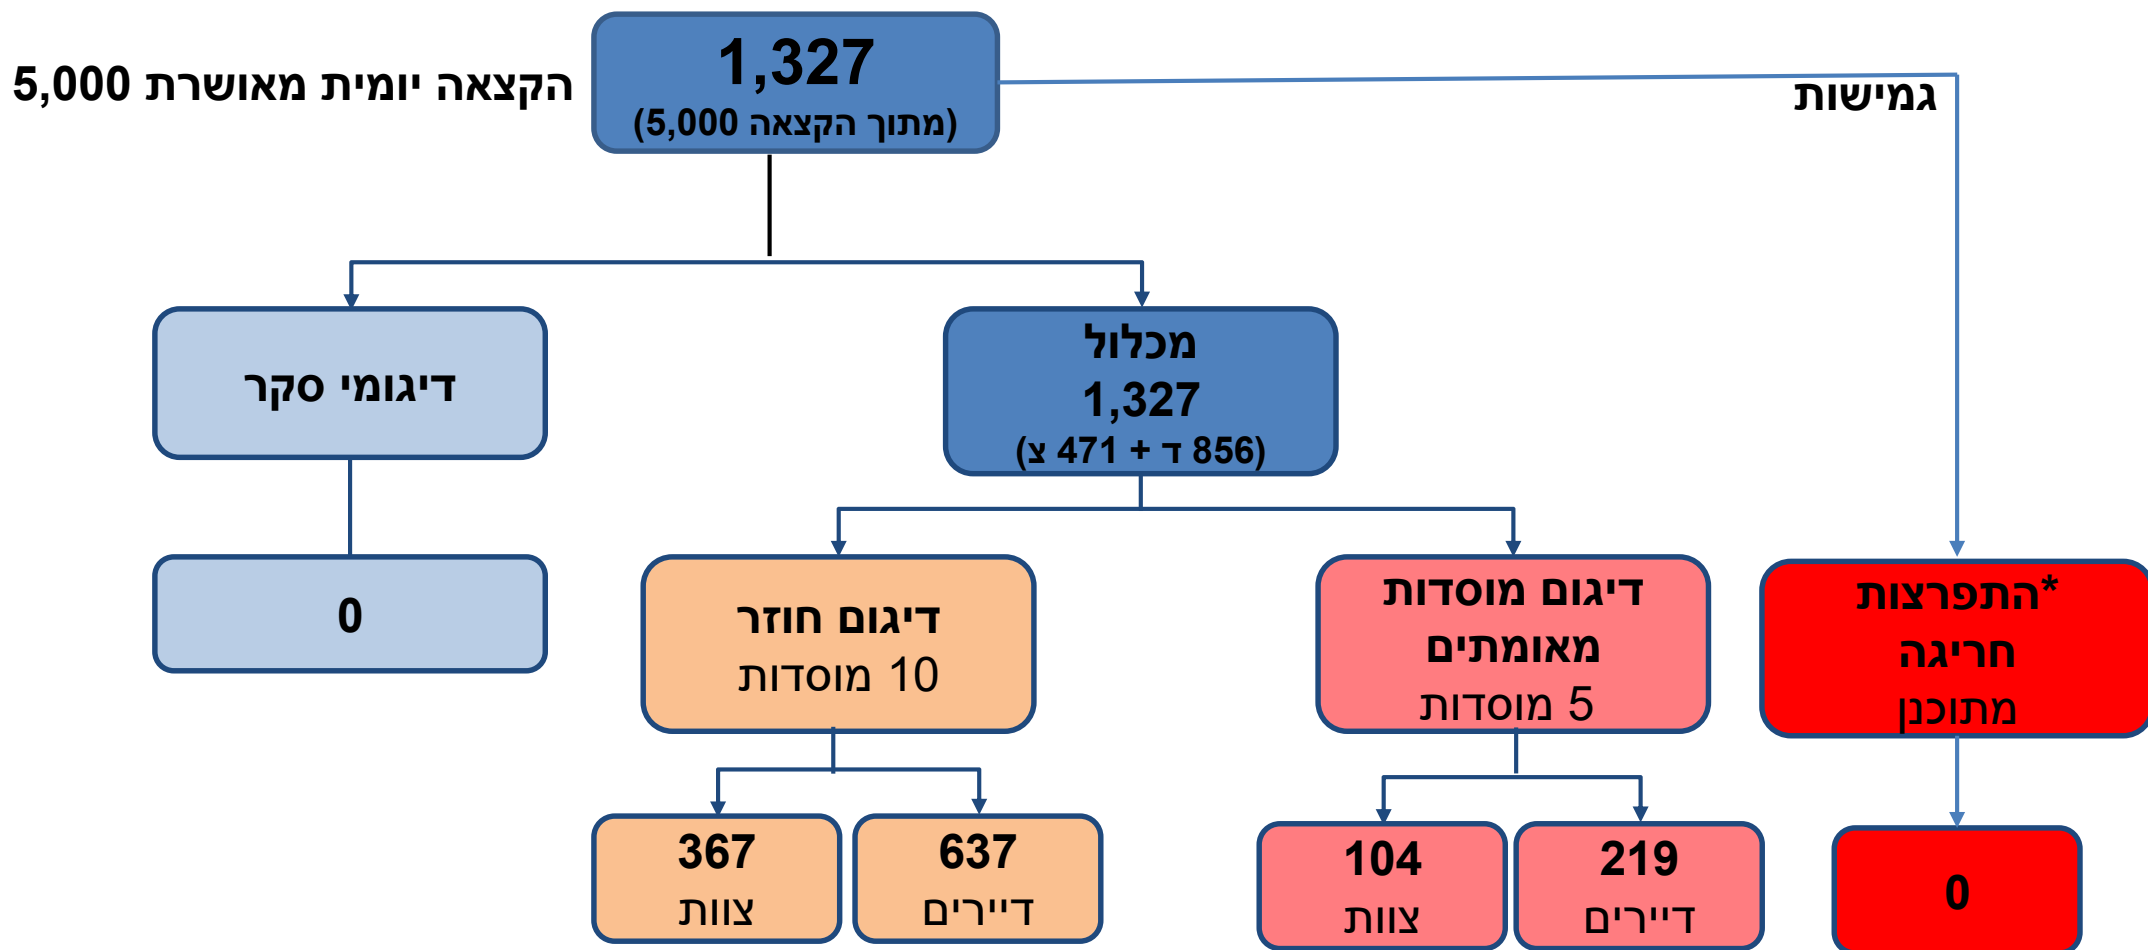 1,327
(מתוך הקצאה 5,000)
הקצאה יומית מאושרת 5,000
גמישות
מכלול
1,327
(856 ד + 471 צ)
דיגומי סקר
0
*התפרצות
חריגה
מתוכנן
0
דיגום מוסדות
מאומתים
5 מוסדות
219
דיירים
104
צוות
דיגום חוזר
10 מוסדות
637
דיירים
367
צוות